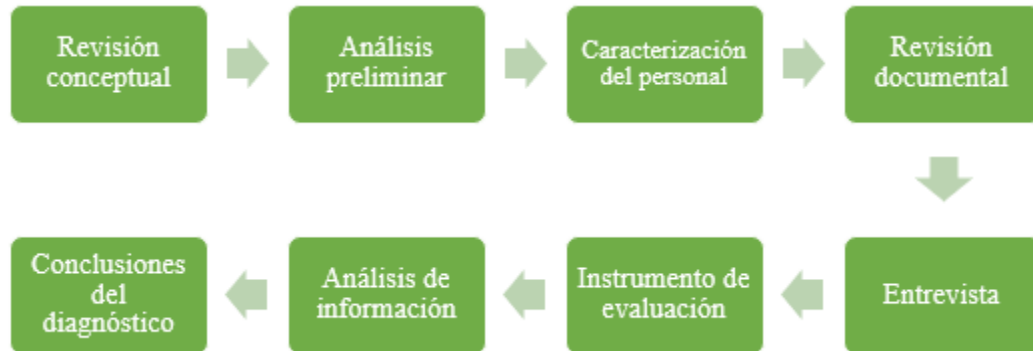 Revisión
conceptual
Análisis
preliminar
Caracterización
del personal
Revisión
documental
Entrevista
Instrumento de
evaluación
Análisis de
información
Conclusiones
del
diagnóstico